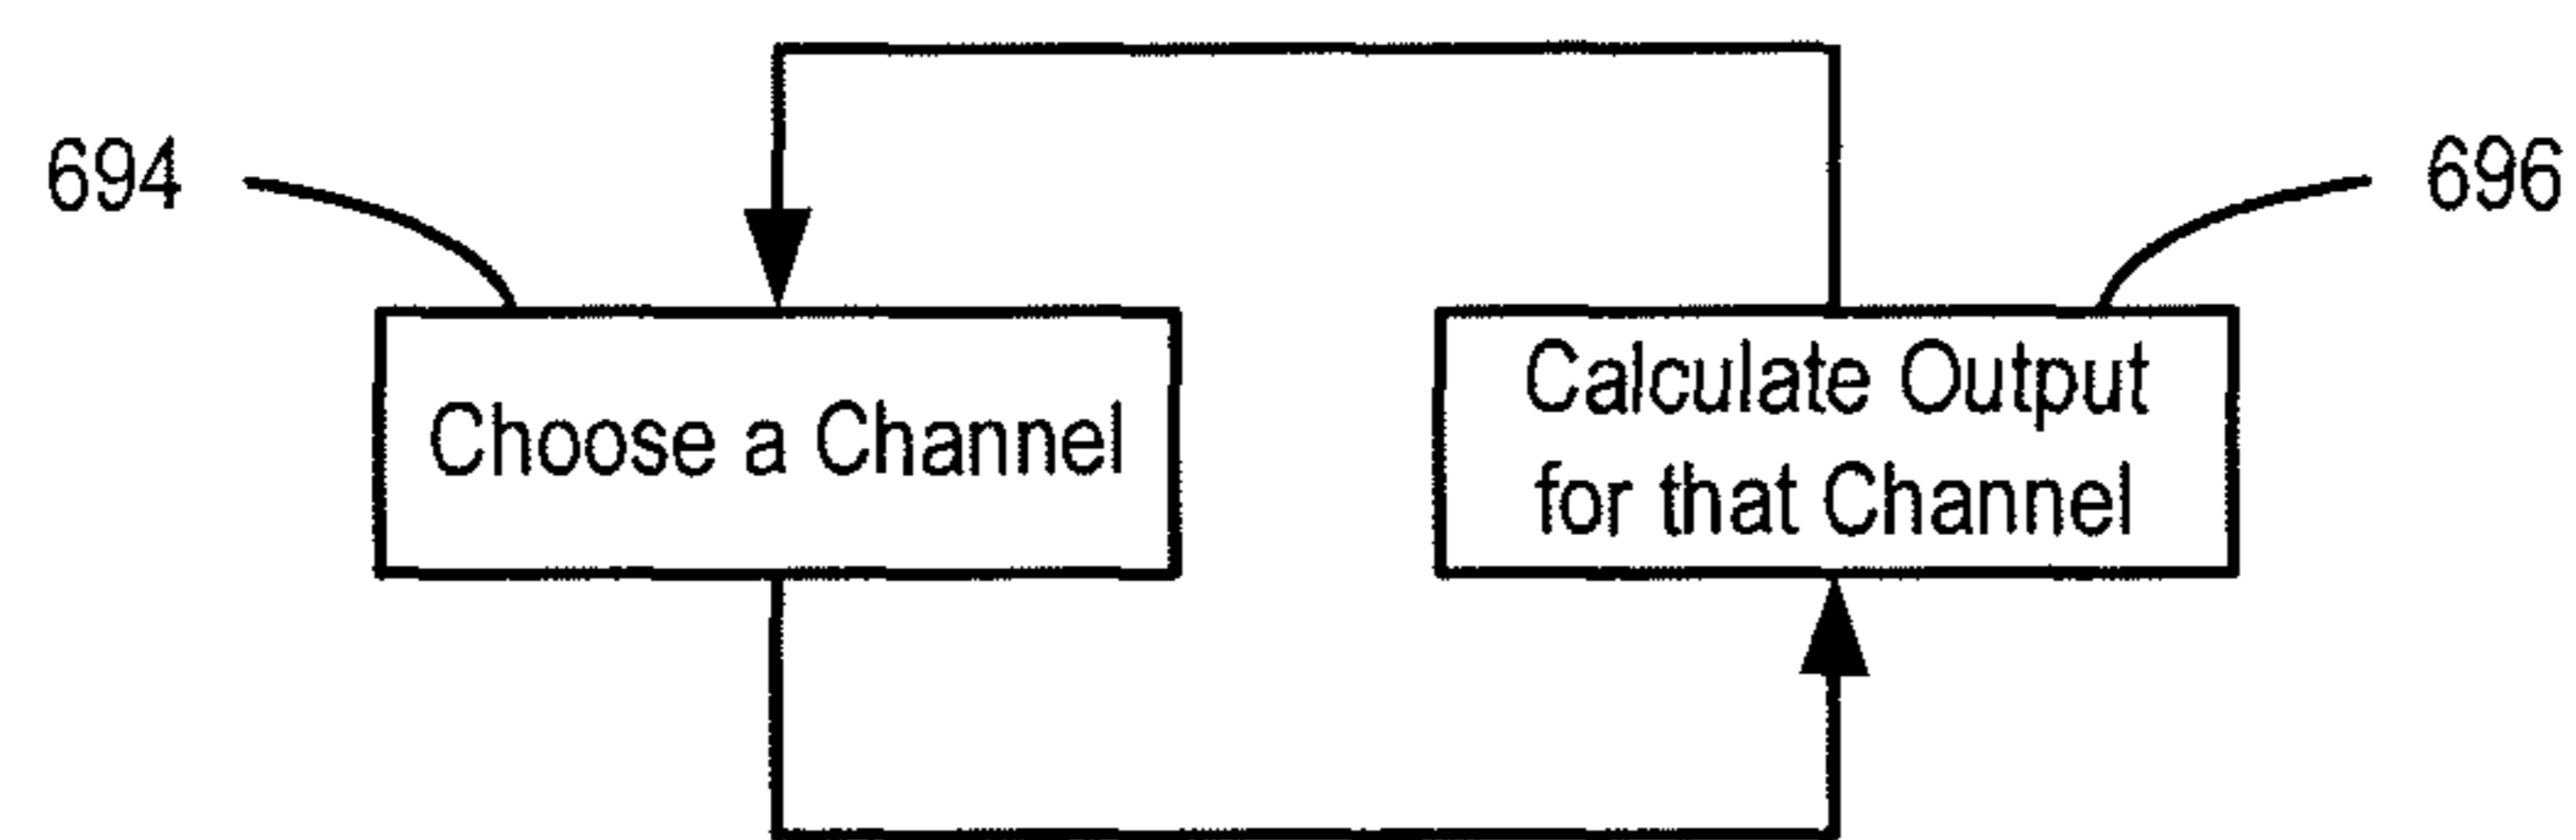 694
696
Choose a Channel
Calculate Output
for that Channel